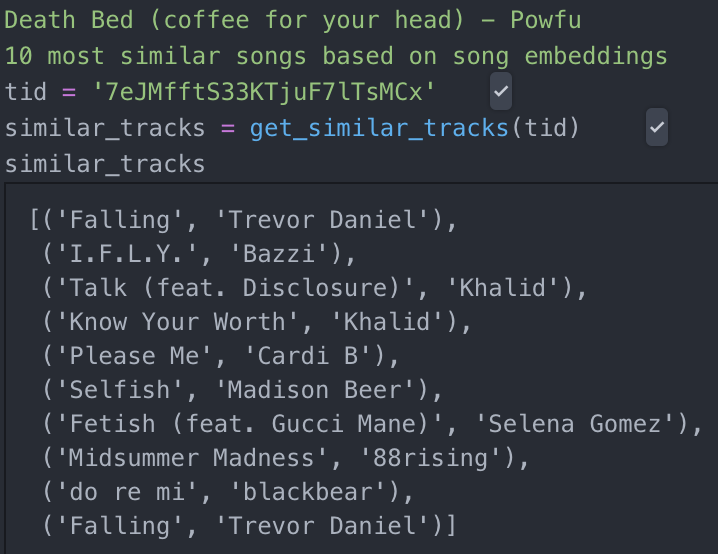 Death Bed (coffee for your head) – Powfu
10 most similar songs based on song embeddings
tid = '7eJMfftS33KTjuF7lTsMCx'
similar_tracks = get_similar_tracks(tid)
similar_tracks
[('Falling', 'Trevor Daniel'),
('I.F.L.Y.', 'Bazzi'),
('Talk (feat. Disclosure)', 'Khalid'),
('Know Your Worth', 'Khalid'),
('Please Me', 'Cardi B'),
('Selfish', 'Madison Beer'),
('Fetish (feat. Gucci Mane)', 'Selena Gomez'),
('Midsummer Madness', '88rising'),
('do re mi', 'blackbear'),
('Falling', 'Trevor Daniel')]